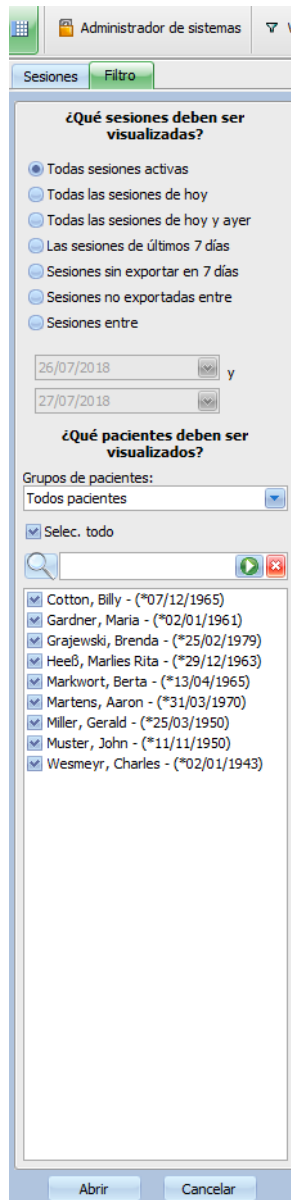 Administrador de sistemas
Sesiones Filtro
¿Qué sesiones deben ser
visualizadas?
Todas sesiones activas
Todas las sesiones de hoy
Todas las sesiones de hoy y ayer
Las sesiones de últimos 7 días
Sesiones sin exportar en 7 días
Sesiones no exportadas entre
Sesiones entre
26/07/2018 y
27/07/2018
¿Qué pacientes deben ser
visualizados?
Grupos de pacientes:
Todos pacientes
Selec. todo
Cotton, Billy - (*07/12/1965)
Gardner, Maria - (*02/01/1961)
Grajewski, Brenda - (*25/02/1979)
Heeß, Marlies Rita - (*29/12/1963)
Markwort, Berta - (*13/04/1965)
Martens, Aaron - (*31/03/1970)
Miller, Gerald - (*25/03/1950)
Muster, John - (*11/11/1950)
Wesmeyr, Charles - (*02/01/1943)
Abrir Cancelar